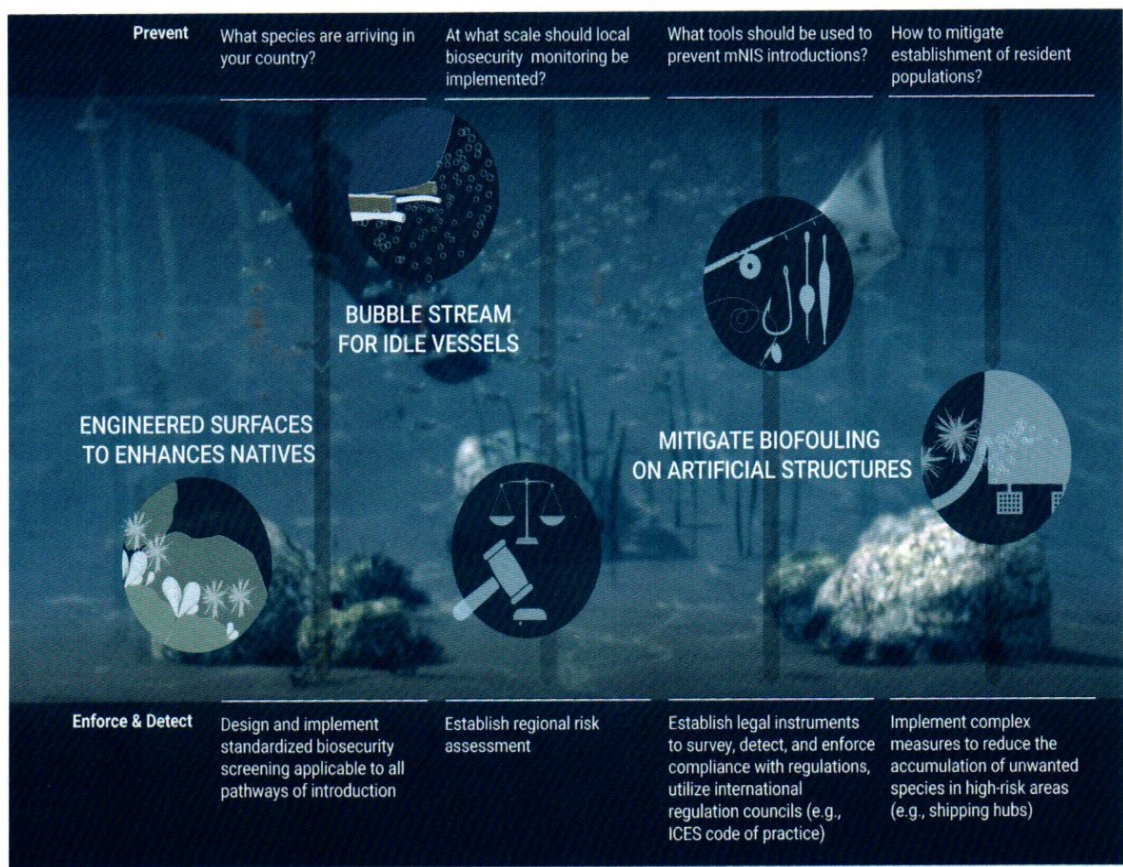 Prevent
What species are arriving in
your country?
At what scale should local
biosecurity monitoring be
implemented?
What tools should be used to
prevent mNIS introductions?
How to mitigate
establishment of resident
populations?
BUBBLE STREAM
FOR IDLE VESSELS
ENGINEERED SURFACES
TO ENHANCES NATIVES
MITIGATE BIOFOULING
ON ARTIFICIAL STRUCTURES
Enforce & Detect
Design and implement
standardized biosecurity
screening applicable to all
pathways of introduction
Establish regional risk
assessment
Establish legal instruments
to survey, detect, and enforce
compliance with regulations,
utilize international
regulation councils (e.g.,
ICES code of practice)
Implement complex
measures to reduce the
accumulation of unwanted
species in high-risk areas
(e.g., shipping hubs)